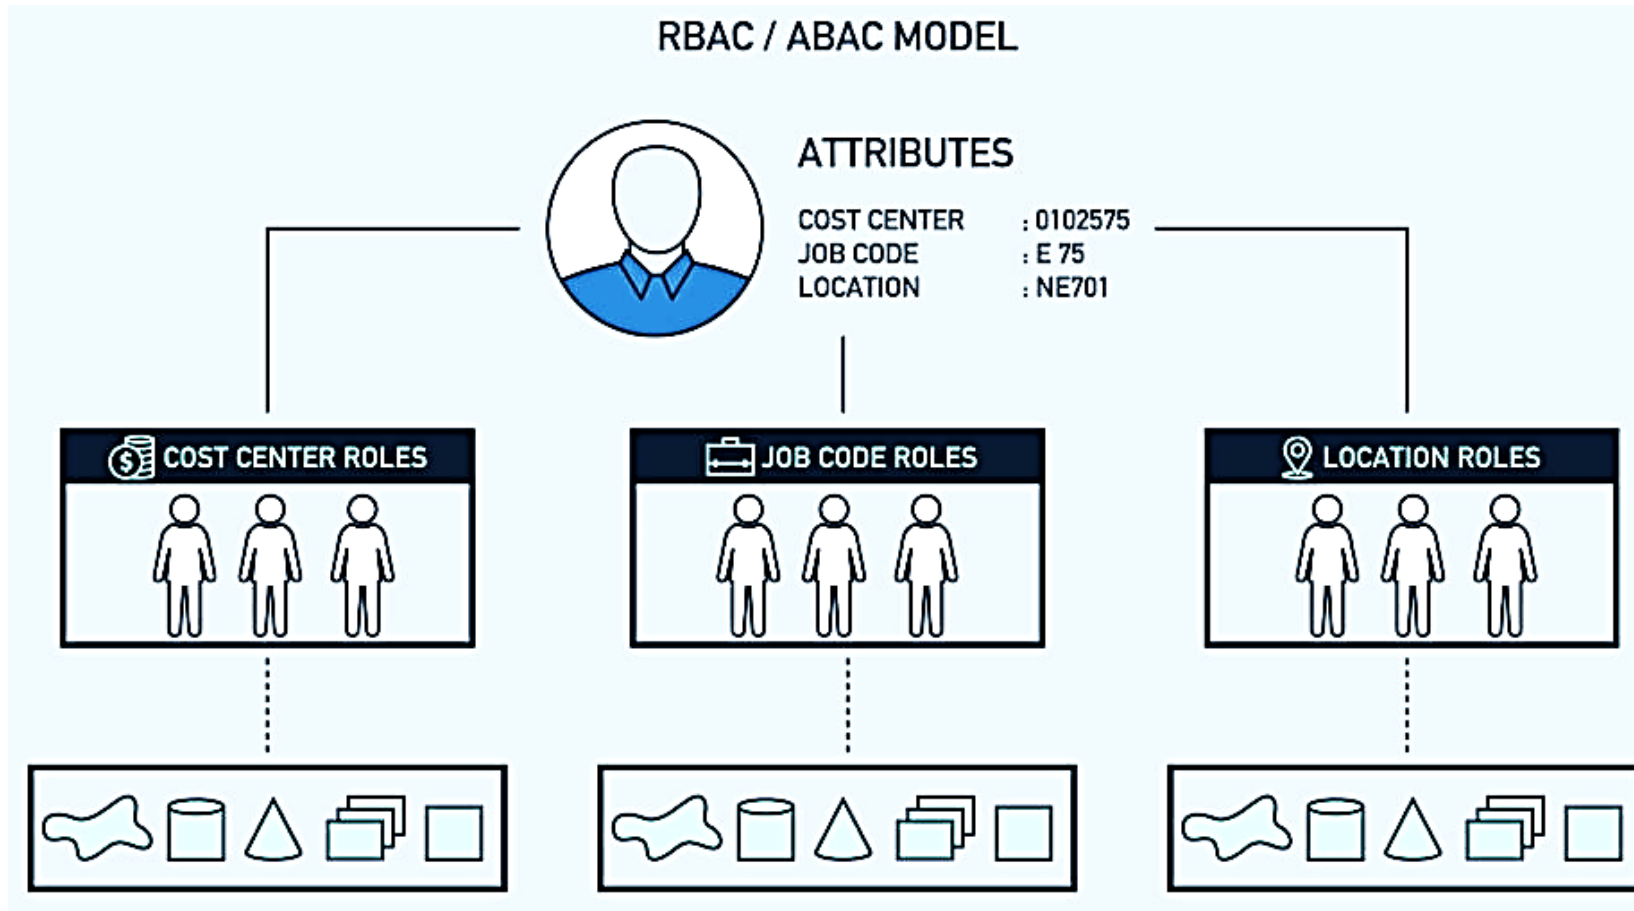 RBAC / ABAC MODEL
ATTRIBUTES
COST CENTER : 0102575
JOB CODE : E 75
LOCATION : NE701
$ COST CENTER ROLES
JOB CODE ROLES
LOCATION ROLES